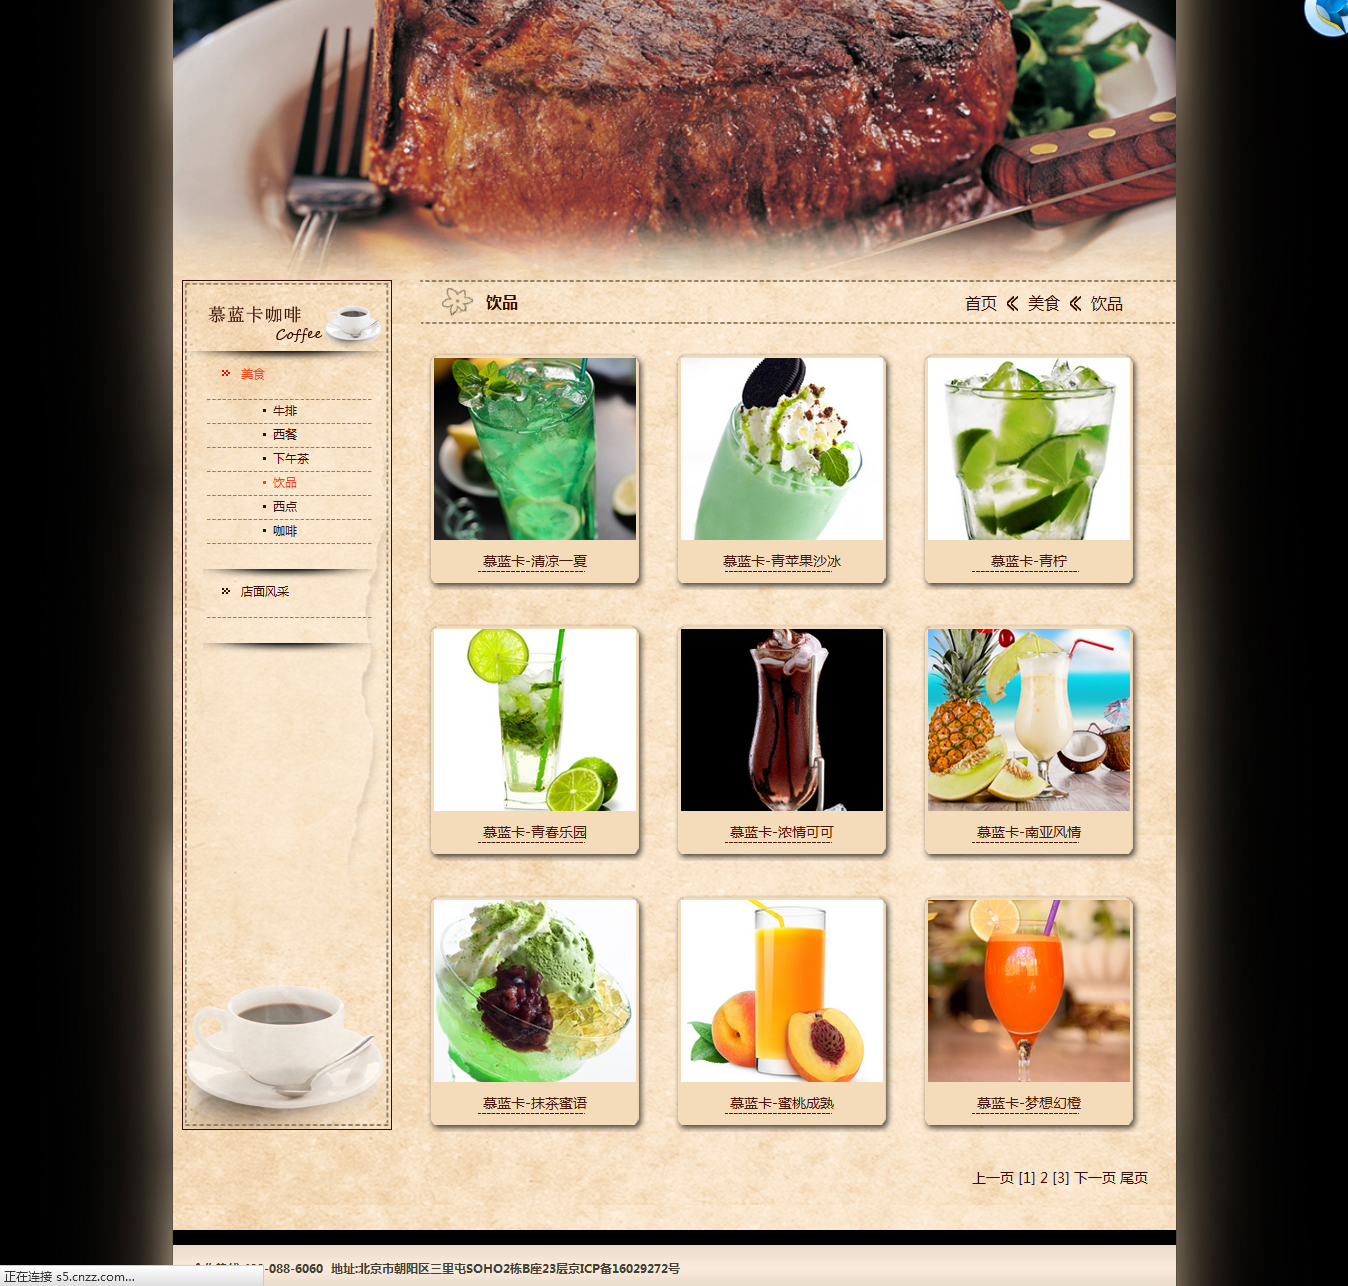 慕蓝卡咖啡
Coffee
美食
牛排
西餐
下午茶
饮品
西点
咖啡
店面风采
饮品
首页 美食 饮品
慕蓝卡-清凉一夏
慕蓝卡-青苹果沙冰
慕蓝卡-青柠
慕蓝卡-青春乐园
慕蓝卡-浓情可可
慕蓝卡-南亚风情
慕蓝卡-抹茶蜜语
慕蓝卡-蜜桃成熟
慕蓝卡-梦想幻橙
上一页 [1] 2 [3] 下一页 尾页
-088-6060 地址:北京市朝阳区三里屯SOHO2栋B座23层京ICP备16029272号
正在连接 s5.cnzz.com...